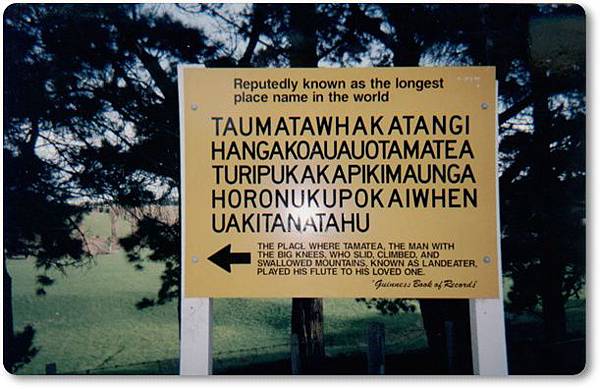 Reputedly known as the longest
place name in the world
TAUMATAWHAKATANGI
HANGAKOAUAUOTAMATEA
TURIPUKAKAPIKIMAUNGA
HORONUKUPOKAIWHEN
UAKITANATAHU
THE PLACE WHERE TAMATEA, THE MAN WITH
THE BIG KNEES, WHO SLID, CLIMBED, AND
SWALLOWED MOUNTAINS, KNOWN AS LANDEATER,
PLAYED HIS FLUTE TO HIS LOVED ONE.
"Guinness Book of Records"